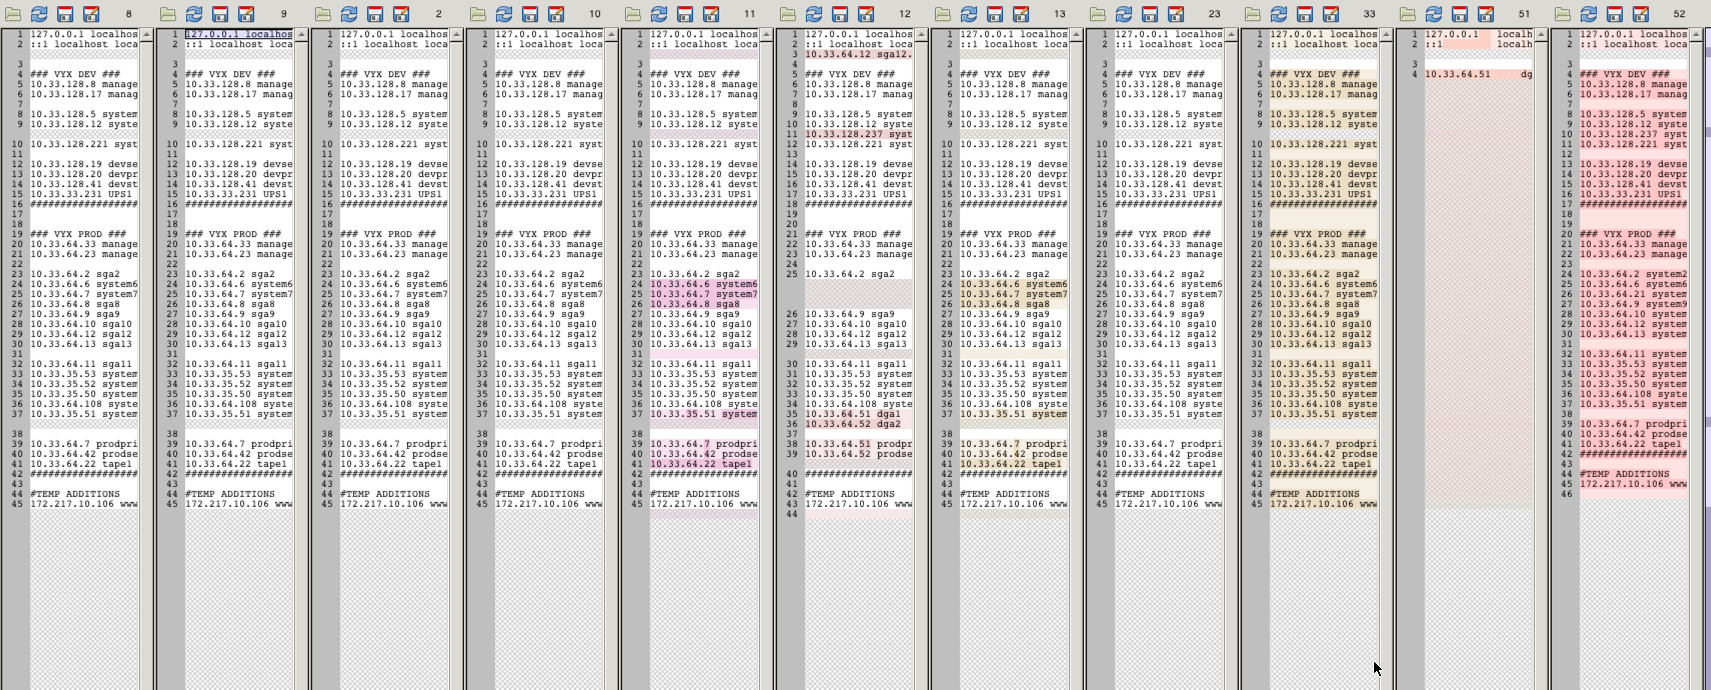 8
1 127.0.0.1 localhos
2 ::1 localhost loca
3
4 ### VYX DEV ###
5 10.33.128.8 manage
6 10.33.128.17 manag
7
8 10.33.128.5 system
9 10.33.128.12 syste
10 10.33.128.221 syst
11
12 10.33.128.19 devse
13 10.33.128.20 devpr
14 10.33.128.41 devst
15 10.33.33.231 UPS1
16 ##################
17
18
19 ### VYX PROD ###
20 10.33.64.33 manage
21 10.33.64.23 manage
22
23 10.33.64.2 sga2
24 10.33.64.6 system6
25 10.33.64.7 system7
26 10.33.64.8 sga8
27 10.33.64.9 sga9
28 10.33.64.10 sga10
29 10.33.64.12 sga12
30 10.33.64.13 sga13
31
32 10.33.64.11 sga11
33 10.33.35.53 system
34 10.33.35.52 system
35 10.33.35.50 system
36 10.33.64.108 syste
37 10.33.35.51 system
38
39 10.33.64.7 prodpri
40 10.33.64.42 prodse
41 10.33.64.22 tape1
42 ##################
43
44 #TEMP ADDITIONS
45 172.217.10.106 www
9
1 127.0.0.1 localhos
2 ::1 localhost loca
3
4 ### VYX DEV ###
5 10.33.128.8 manage
6 10.33.128.17 manag
7
8 10.33.128.5 system
9 10.33.128.12 syste
10 10.33.128.221 syst
11
12 10.33.128.19 devse
13 10.33.128.20 devpr
14 10.33.128.41 devst
15 10.33.33.231 UPS1
16 ##################
17
18
19 ### VYX PROD ###
20 10.33.64.33 manage
21 10.33.64.23 manage
22
23 10.33.64.2 sga2
24 10.33.64.6 system6
25 10.33.64.7 system7
26 10.33.64.8 sga8
27 10.33.64.9 sga9
28 10.33.64.10 sga10
29 10.33.64.12 sga12
30 10.33.64.13 sga13
31
32 10.33.64.11 sga11
33 10.33.35.53 system
34 10.33.35.52 system
35 10.33.35.50 system
36 10.33.64.108 syste
37 10.33.35.51 system
38
39 10.33.64.7 prodpri
40 10.33.64.42 prodse
41 10.33.64.22 tape1
42 ##################
43
44 #TEMP ADDITIONS
45 172.217.10.106 www
2
1 127.0.0.1 localhos
2 ::1 localhost loca
3
4 ### VYX DEV ###
5 10.33.128.8 manage
6 10.33.128.17 manag
7
8 10.33.128.5 system
9 10.33.128.12 syste
10 10.33.128.221 syst
11
12 10.33.128.19 devse
13 10.33.128.20 devpr
14 10.33.128.41 devst
15 10.33.33.231 UPS1
16 ##################
17
18
19 ### VYX PROD ###
20 10.33.64.33 manage
21 10.33.64.23 manage
22
23 10.33.64.2 sga2
24 10.33.64.6 system6
25 10.33.64.7 system7
26 10.33.64.8 sga8
27 10.33.64.9 sga9
28 10.33.64.10 sga10
29 10.33.64.12 sga12
30 10.33.64.13 sga13
31
32 10.33.64.11 sga11
33 10.33.35.53 system
34 10.33.35.52 system
35 10.33.35.50 system
36 10.33.64.108 syste
37 10.33.35.51 system
38
39 10.33.64.7 prodpri
40 10.33.64.42 prodse
41 10.33.64.22 tape1
42 ##################
43
44 #TEMP ADDITIONS
45 172.217.10.106 www
10
1 127.0.0.1 localhos
2 ::1 localhost loca
3
4 ### VYX DEV ###
5 10.33.128.8 manage
6 10.33.128.17 manag
7
8 10.33.128.5 system
9 10.33.128.12 syste
10 10.33.128.221 syst
11
12 10.33.128.19 devse
13 10.33.128.20 devpr
14 10.33.128.41 devst
15 10.33.33.231 UPS1
16 ##################
17
18
19 ### VYX PROD ###
20 10.33.64.33 manage
21 10.33.64.23 manage
22
23 10.33.64.2 sga2
24 10.33.64.6 system6
25 10.33.64.7 system7
26 10.33.64.8 sga8
27 10.33.64.9 sga9
28 10.33.64.10 sga10
29 10.33.64.12 sga12
30 10.33.64.13 sga13
31
32 10.33.64.11 sga11
33 10.33.35.53 system
34 10.33.35.52 system
35 10.33.35.50 system
36 10.33.64.108 syste
37 10.33.35.51 system
38
39 10.33.64.7 prodpri
40 10.33.64.42 prodse
41 10.33.64.22 tape1
42 ##################
43
44 #TEMP ADDITIONS
45 172.217.10.106 www
11
1 127.0.0.1 localhos
2 ::1 localhost loca
3
4 ### VYX DEV ###
5 10.33.128.8 manage
6 10.33.128.17 manag
7
8 10.33.128.5 system
9 10.33.128.12 syste
10 10.33.128.221 syst
11
12 10.33.128.19 devse
13 10.33.128.20 devpr
14 10.33.128.41 devst
15 10.33.33.231 UPS1
16 ##################
17
18
19 ### VYX PROD ###
20 10.33.64.33 manage
21 10.33.64.23 manage
22
23 10.33.64.2 sga2
24 10.33.64.6 system6
25 10.33.64.7 system7
26 10.33.64.8 sga8
27 10.33.64.9 sga9
28 10.33.64.10 sga10
29 10.33.64.12 sga12
30 10.33.64.13 sga13
31
32 10.33.64.11 sga11
33 10.33.35.53 system
34 10.33.35.52 system
35 10.33.35.50 system
36 10.33.64.108 syste
37 10.33.35.51 system
38
39 10.33.64.7 prodpri
40 10.33.64.42 prodse
41 10.33.64.22 tape1
42 ##################
43
44 #TEMP ADDITIONS
45 172.217.10.106 www
12
1 127.0.0.1 localhos
2 ::1 localhost loca
3 10.33.64.12 sga12.
4
5 ### VYX DEV ###
6 10.33.128.8 manage
7 10.33.128.17 manag
8
9 10.33.128.5 system
10 10.33.128.12 syste
11 10.33.128.237 syst
12 10.33.128.221 syst
13
14 10.33.128.19 devse
15 10.33.128.20 devpr
16 10.33.128.41 devst
17 10.33.33.231 UPS1
18 ##################
19
20
21 ### VYX PROD ###
22 10.33.64.33 manage
23 10.33.64.23 manage
24
25 10.33.64.2 sga2
26 10.33.64.9 sga9
27 10.33.64.10 sga10
28 10.33.64.12 sga12
29 10.33.64.13 sga13
30 10.33.64.11 sga11
31 10.33.35.53 system
32 10.33.35.52 system
33 10.33.35.50 system
34 10.33.64.108 syste
35 10.33.64.51 dga1
36 10.33.64.52 dga2
37
38 10.33.64.51 prodpr
39 10.33.64.52 prodse
40 ##################
41
42 #TEMP ADDITIONS
43 172.217.10.106 www
44
13
1 127.0.0.1 localhos
2 ::1 localhost loca
3
4 ### VYX DEV ###
5 10.33.128.8 manage
6 10.33.128.17 manag
7
8 10.33.128.5 system
9 10.33.128.12 syste
10 10.33.128.221 syst
11
12 10.33.128.19 devse
13 10.33.128.20 devpr
14 10.33.128.41 devst
15 10.33.33.231 UPS1
16 ##################
17
18
19 ### VYX PROD ###
20 10.33.64.33 manage
21 10.33.64.23 manage
22
23 10.33.64.2 sga2
24 10.33.64.6 system6
25 10.33.64.7 system7
26 10.33.64.8 sga8
27 10.33.64.9 sga9
28 10.33.64.10 sga10
29 10.33.64.12 sga12
30 10.33.64.13 sga13
31
32 10.33.64.11 sga11
33 10.33.35.53 system
34 10.33.35.52 system
35 10.33.35.50 system
36 10.33.64.108 syste
37 10.33.35.51 system
38
39 10.33.64.7 prodpri
40 10.33.64.42 prodse
41 10.33.64.22 tape1
42 ##################
43
44 #TEMP ADDITIONS
45 172.217.10.106 www
23
1 127.0.0.1 localhos
2 ::1 localhost loca
3
4 ### VYX DEV ###
5 10.33.128.8 manage
6 10.33.128.17 manag
7
8 10.33.128.5 system
9 10.33.128.12 syste
10 10.33.128.221 syst
11
12 10.33.128.19 devse
13 10.33.128.20 devpr
14 10.33.128.41 devst
15 10.33.33.231 UPS1
16 ##################
17
18
19 ### VYX PROD ###
20 10.33.64.33 manage
21 10.33.64.23 manage
22
23 10.33.64.2 sga2
24 10.33.64.6 system6
25 10.33.64.7 system7
26 10.33.64.8 sga8
27 10.33.64.9 sga9
28 10.33.64.10 sga10
29 10.33.64.12 sga12
30 10.33.64.13 sga13
31
32 10.33.64.11 sga11
33 10.33.35.53 system
34 10.33.35.52 system
35 10.33.35.50 system
36 10.33.64.108 syste
37 10.33.35.51 system
38
39 10.33.64.7 prodpri
40 10.33.64.42 prodse
41 10.33.64.22 tape1
42 ##################
43
44 #TEMP ADDITIONS
45 172.217.10.106 www
33
1 127.0.0.1 localhos
2 ::1 localhost loca
3
4 ### VYX DEV ###
5 10.33.128.8 manage
6 10.33.128.17 manag
7
8 10.33.128.5 system
9 10.33.128.12 syste
10 10.33.128.221 syst
11
12 10.33.128.19 devse
13 10.33.128.20 devpr
14 10.33.128.41 devst
15 10.33.33.231 UPS1
16 ##################
17
18
19 ### VYX PROD ###
20 10.33.64.33 manage
21 10.33.64.23 manage
22
23 10.33.64.2 sga2
24 10.33.64.6 system6
25 10.33.64.7 system7
26 10.33.64.8 sga8
27 10.33.64.9 sga9
28 10.33.64.10 sga10
29 10.33.64.12 sga12
30 10.33.64.13 sga13
31
32 10.33.64.11 sga11
33 10.33.35.53 system
34 10.33.35.52 system
35 10.33.35.50 system
36 10.33.64.108 syste
37 10.33.35.51 system
38
39 10.33.64.7 prodpri
40 10.33.64.42 prodse
41 10.33.64.22 tape1
42 ##################
43
44 #TEMP ADDITIONS
45 172.217.10.106 www
51
1 127.0.0.1 localh
2 ::1 localh
3
4 10.33.64.51 dg
52
1 127.0.0.1 localhos
2 ::1 localhost loca
3
4 ### VYX DEV ###
5 10.33.128.8 manage
6 10.33.128.17 manag
7
8 10.33.128.5 system
9 10.33.128.12 syste
10 10.33.128.237 syst
11 10.33.128.221 syst
12
13 10.33.128.19 devse
14 10.33.128.20 devpr
15 10.33.128.41 devst
16 10.33.33.231 UPS1
17 ##################
18
19
20 ### VYX PROD ###
21 10.33.64.33 manage
22 10.33.64.23 manage
23
24 10.33.64.2 system2
25 10.33.64.6 system6
26 10.33.64.21 system
27 10.33.64.9 system9
28 10.33.64.10 system
29 10.33.64.12 system
30 10.33.64.13 system
31
32 10.33.64.11 system
33 10.33.35.53 system
34 10.33.35.52 system
35 10.33.35.50 system
36 10.33.64.108 syste
37 10.33.35.51 system
38
39 10.33.64.7 prodpri
40 10.33.64.42 prodse
41 10.33.64.22 tape1
42 ##################
43
44 #TEMP ADDITIONS
45 172.217.10.106 www
46